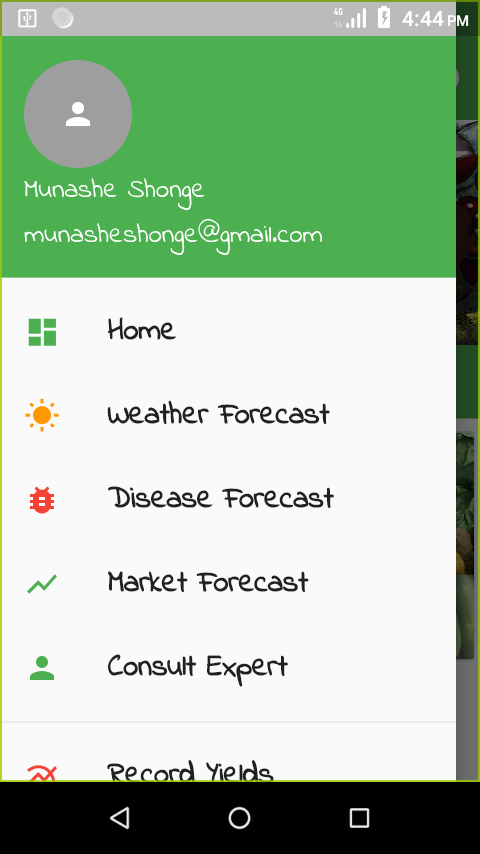 4G
4:44 PM
Munashe Shonge
munasheshonge@gmail.com
Home
Weather Forecast
Disease Forecast
Market Forecast
Consult Expert
Record Yields